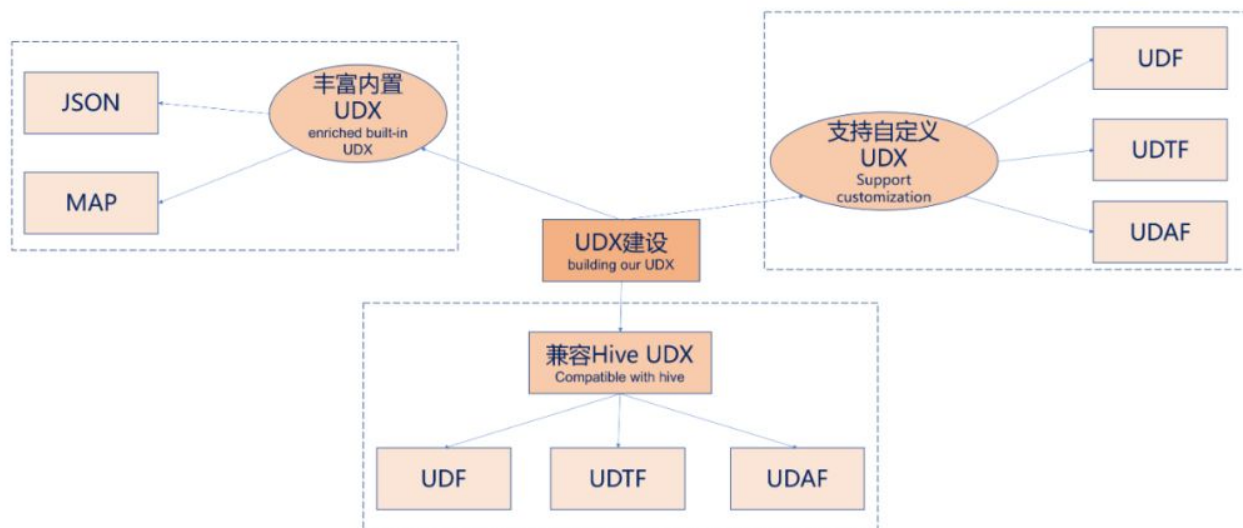 丰富内置
UDX
enriched built-in
UDX
JSON
MAP
支持自定义
UDX
Support
customization
UDF
UDTF
UDAF
UDX建设
building our UDX
兼容Hive UDX
Compatible with hive
UDF
UDTF
UDAF